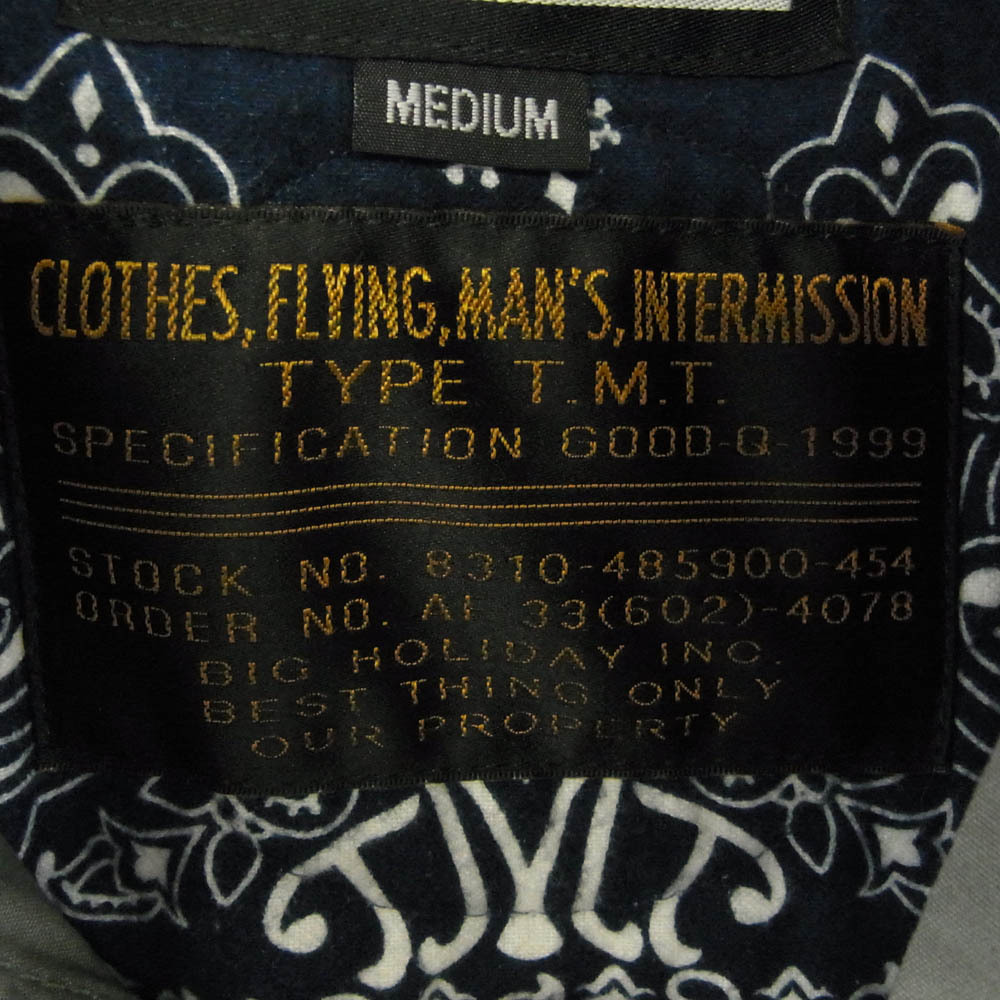 MEDIUM
CLOTHES, FLYING, MAN'S, INTERMISSION
TYPE T.M.T.
SPECIFICATION GOOD-Q-1999
STOCK NO. 8310-485900-454
ORDER NO. AF 33(602)-4078
BIG HOLIDAY INC.
BEST THING ONLY
OUR PROPERTY
TMT